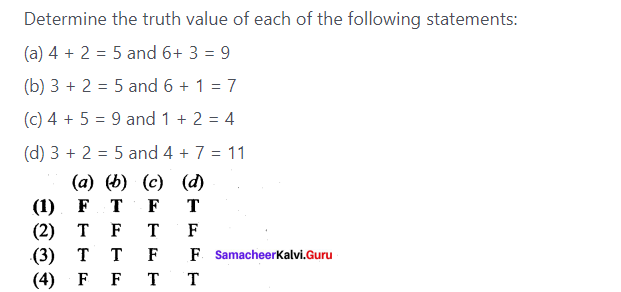 Determine the truth value of each of the following statements:
(a) 4 + 2 = 5 and 6+ 3 = 9
(b) 3 + 2 = 5 and 6 + 1 = 7
(c) 4 + 5 = 9 and 1 + 2 = 4
(d) 3 + 2 = 5 and 4 + 7 = 11
(a) (b) (c) (d)
(1) F T F T
(2) T F T F
(3) T T F F SamacheerKalvi.Guru
(4) F F T T